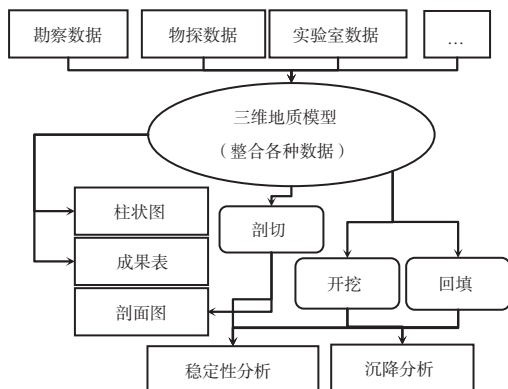 勘察数据
物探数据
实验室数据
…
三维地质模型
（整合各种数据）
柱状图
剖切
成果表
开挖
回填
剖面图
稳定性分析
沉降分析